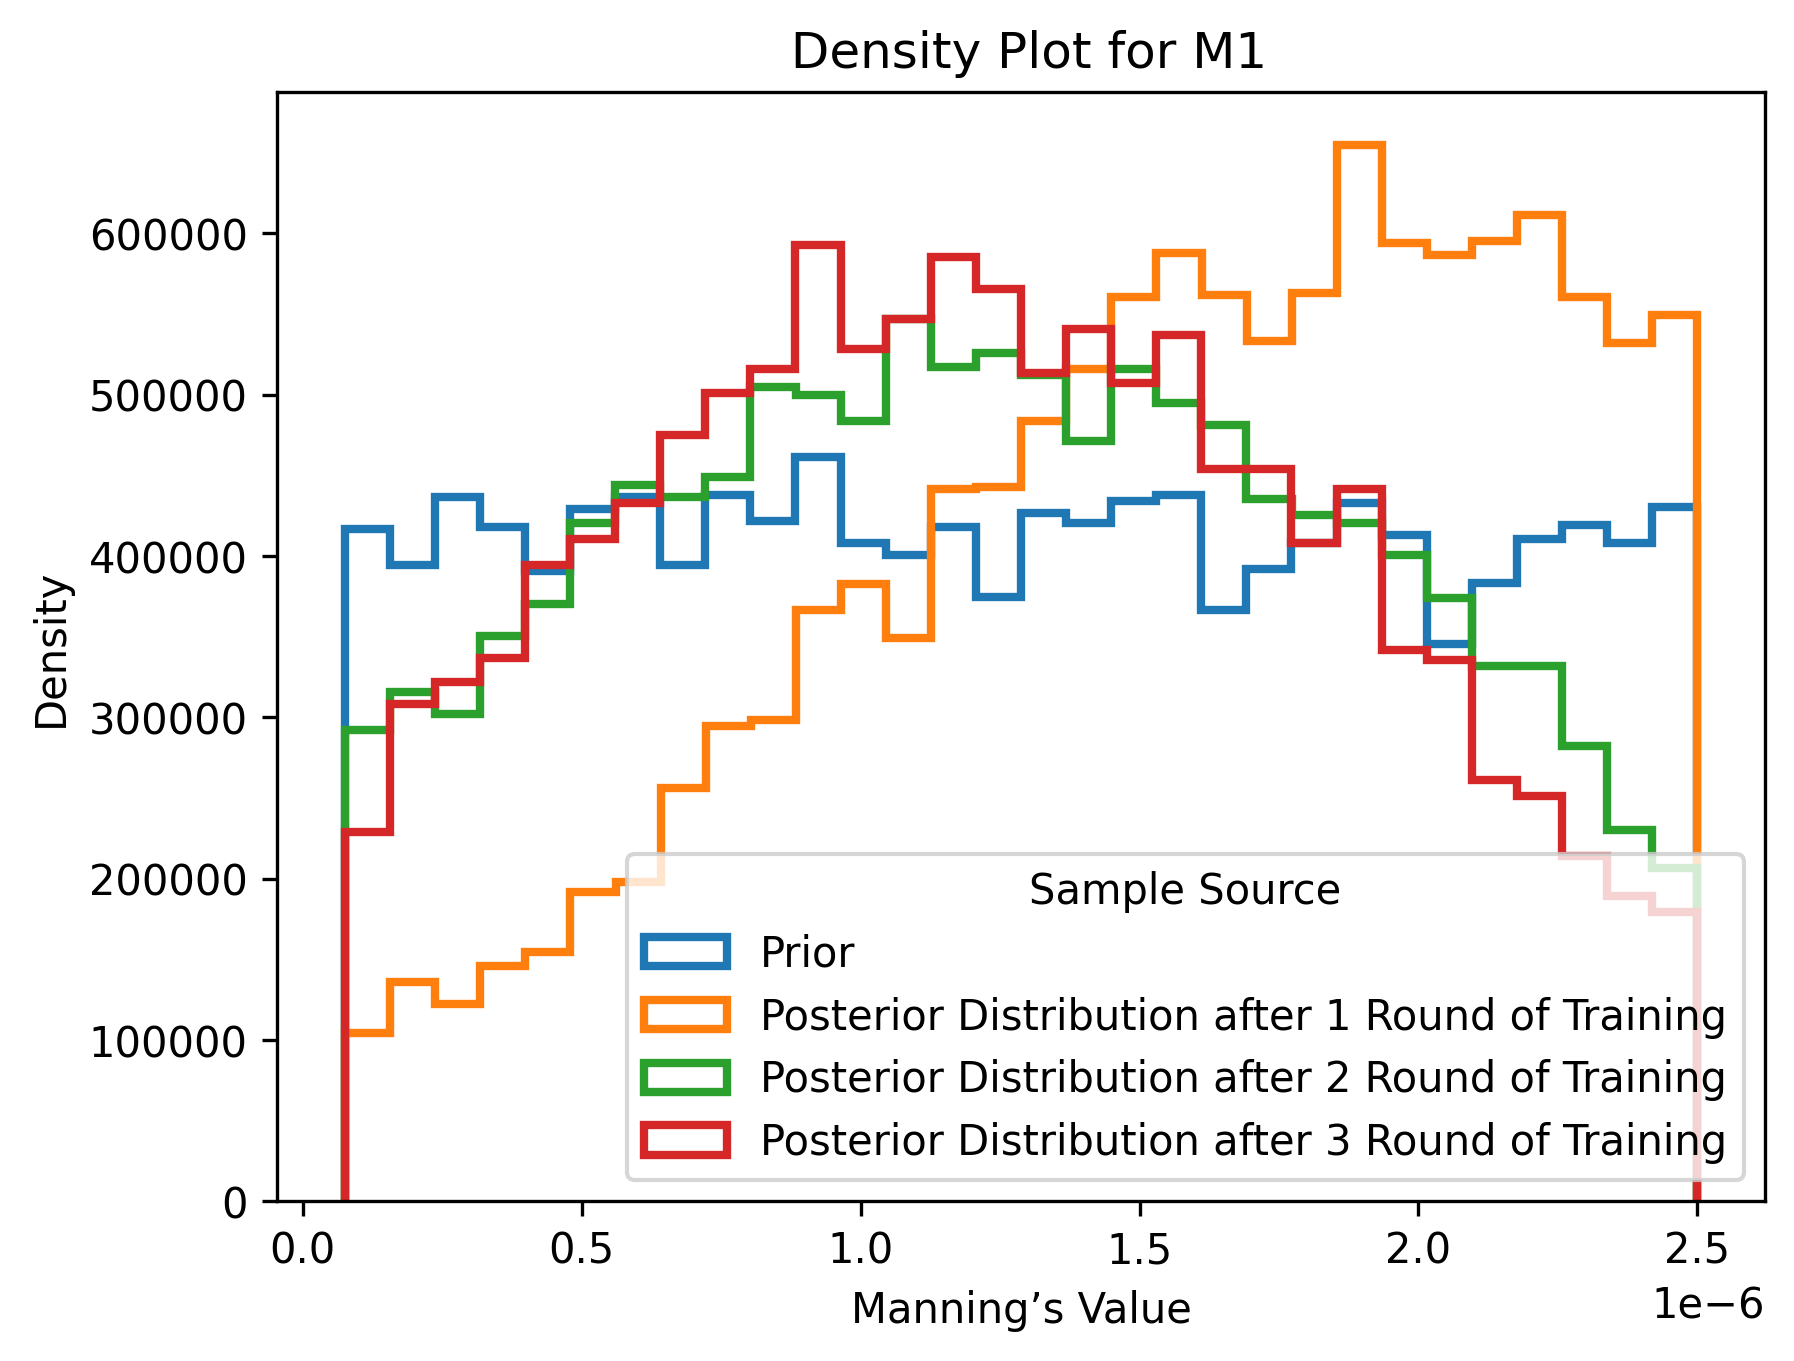 Density Plot for M1
Density
600000
500000
400000
300000
200000
100000
0
Sample Source
Prior
Posterior Distribution after 1 Round of Training
Posterior Distribution after 2 Round of Training
Posterior Distribution after 3 Round of Training
0.0 0.5 1.0 1.5 2.0 2.5
1e−6
Manning’s Value